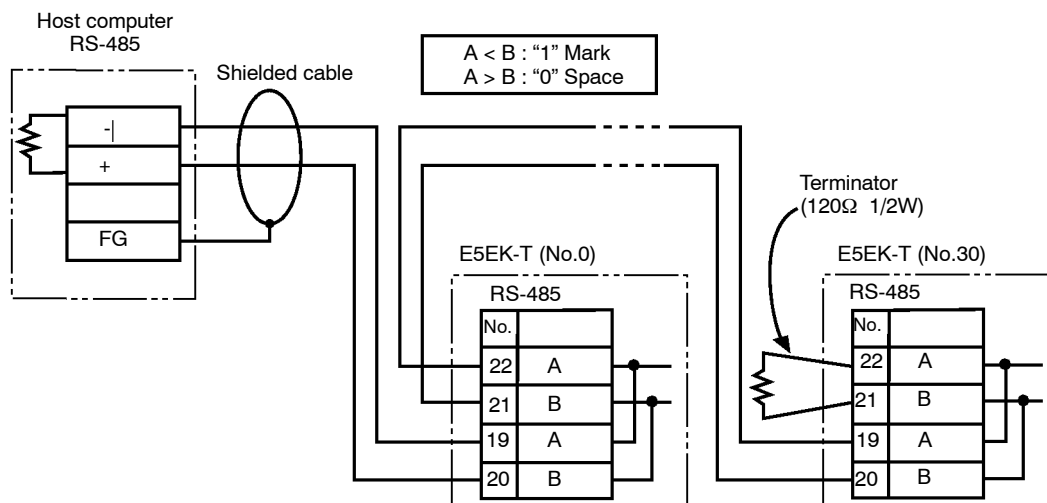 Host computer
RS-485
A < B : “1” Mark
A > B : “0” Space
Shielded cable
-|
+
FG
Terminator
(120Ω 1/2W)
E5EK-T (No.0)
RS-485
No.
22 A
21 B
19 A
20 B
E5EK-T (No.30)
RS-485
No.
22 A
21 B
19 A
20 B